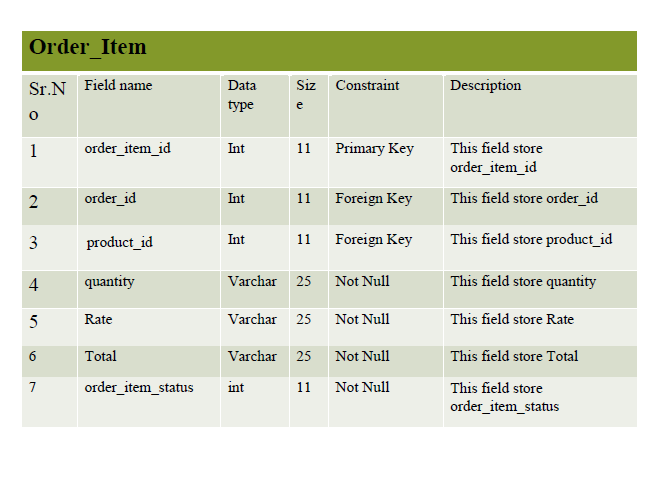 Order_Item
Sr.N
o
Field name
Data
type
Siz
e
Constraint
Description
1
order_item_id
Int
11
Primary Key
This field store
order_item_id
2
order_id
Int
11
Foreign Key
This field store order_id
3
product_id
Int
11
Foreign Key
This field store product_id
4
quantity
Varchar
25
Not Null
This field store quantity
5
Rate
Varchar
25
Not Null
This field store Rate
6
Total
Varchar
25
Not Null
This field store Total
7
order_item_status
int
11
Not Null
This field store
order_item_status